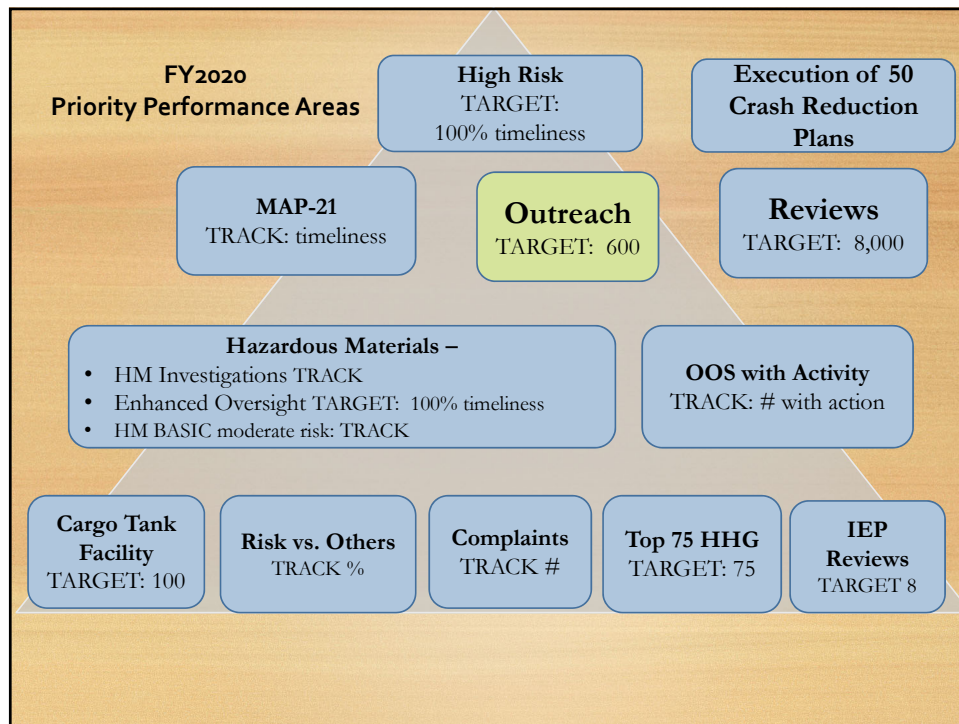 FY2020
Priority Performance Areas
High Risk
TARGET:
100% timeliness
Execution of 50
Crash Reduction
Plans
MAP-21
TRACK: timeliness
Outreach
TARGET: 600
Reviews
TARGET: 8,000
Hazardous Materials –
• HM Investigations TRACK
• Enhanced Oversight TARGET: 100% timeliness
• HM BASIC moderate risk: TRACK
OOS with Activity
TRACK: # with action
Cargo Tank
Facility
TARGET: 100
Risk vs. Others
TRACK %
Complaints
TRACK #
Top 75 HHG
TARGET: 75
IEP
Reviews
TARGET 8